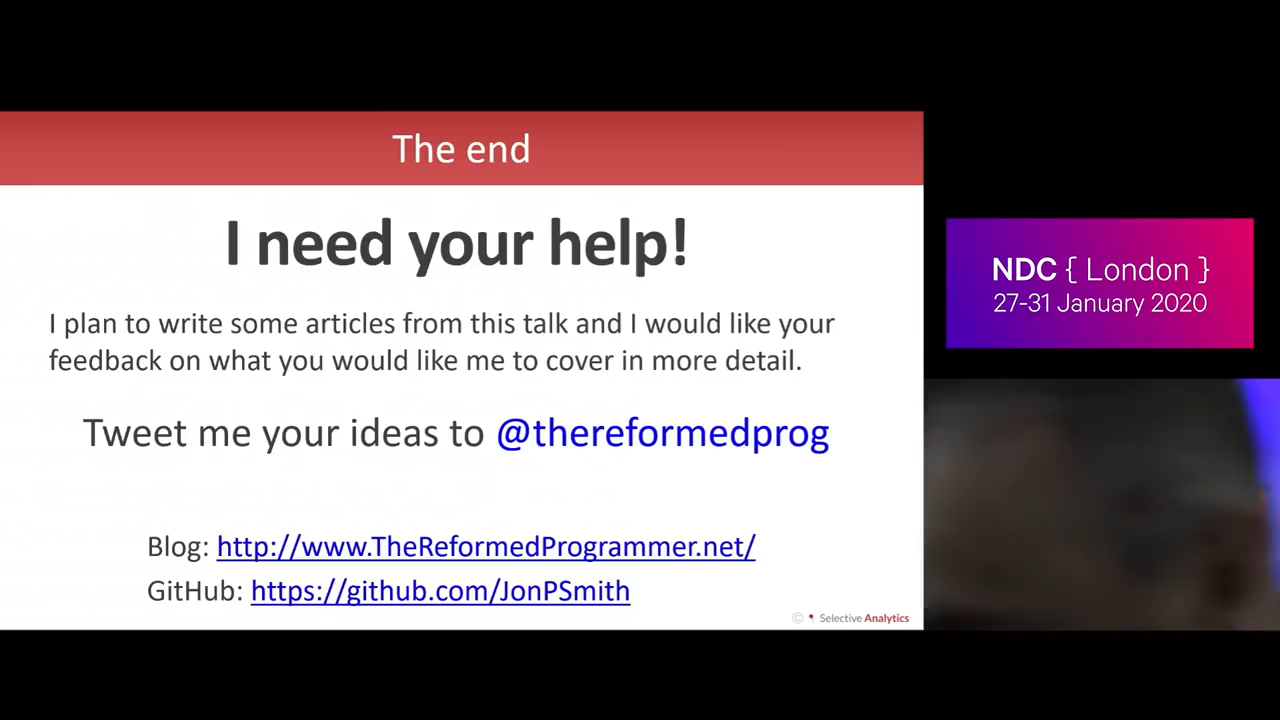 The end
I need your help!
I plan to write some articles from this talk and I would like your
feedback on what you would like me to cover in more detail.
Tweet me your ideas to @thereformedprog
Blog: http://www.TheReformedProgrammer.net/
GitHub: https://github.com/JonPSmith
© Selective Analytics
NDC { London }
27-31 January 2020